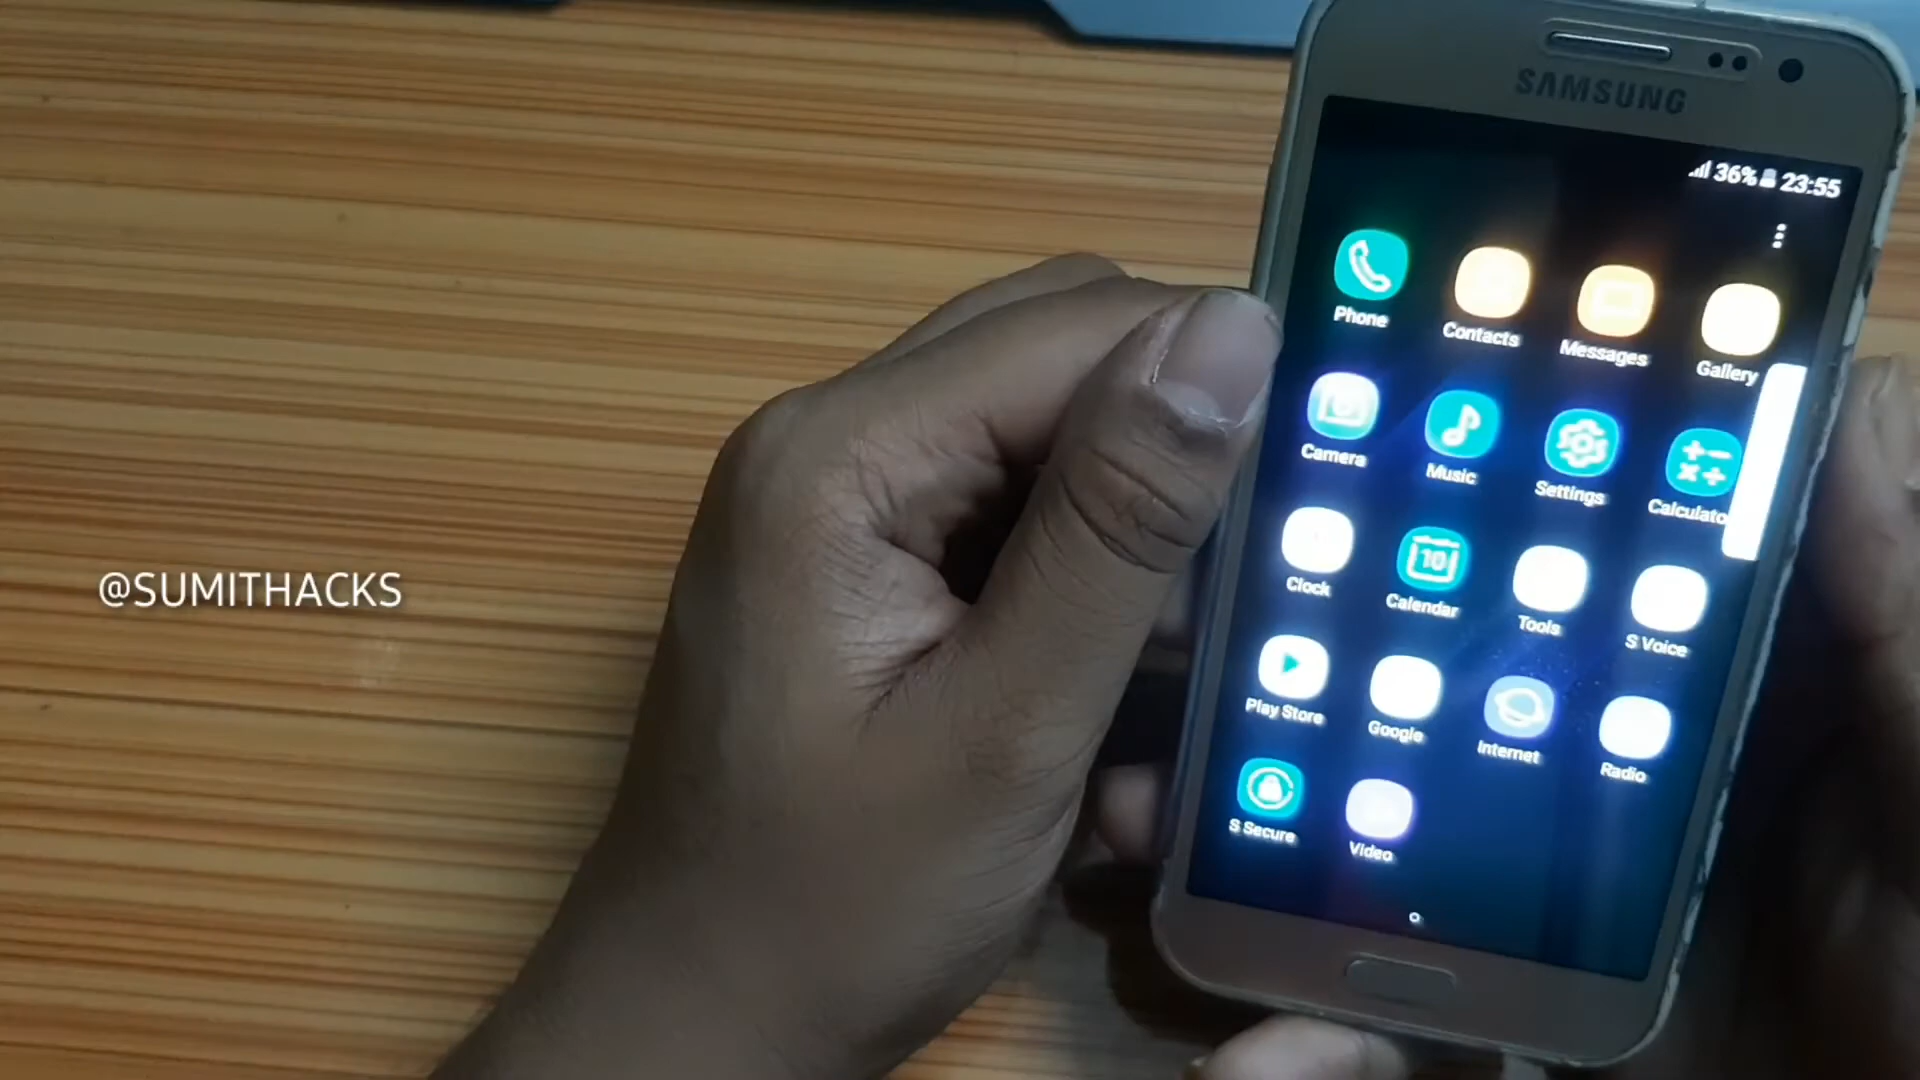 SAMSUNG
36% 23:55
Phone Contacts Messages Gallery
Camera Music Settings Calculato
10
Clock Calendar Tools S Voice
Play Store Google Internet Radio
S Secure Video
@SUMITHACKS